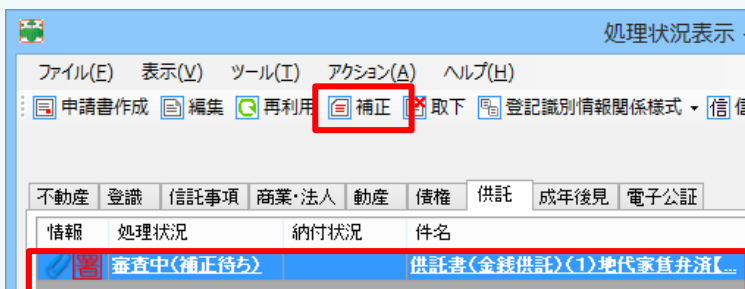 処理状況表示 -
ファイル(F) 表示(V) ツール(T) アクション(A) ヘルプ(H)
申請書作成 編集 再利用 補正 取下 登記識別情報関係様式 信
不動産 登識 信託事項 商業・法人 動産 債権 供託 成年後見 電子公証
情報 処理状況 納付状況 件名
署 審査中(補正待ち) 供託書(金銭供託)(1)地代家賃弁済【...